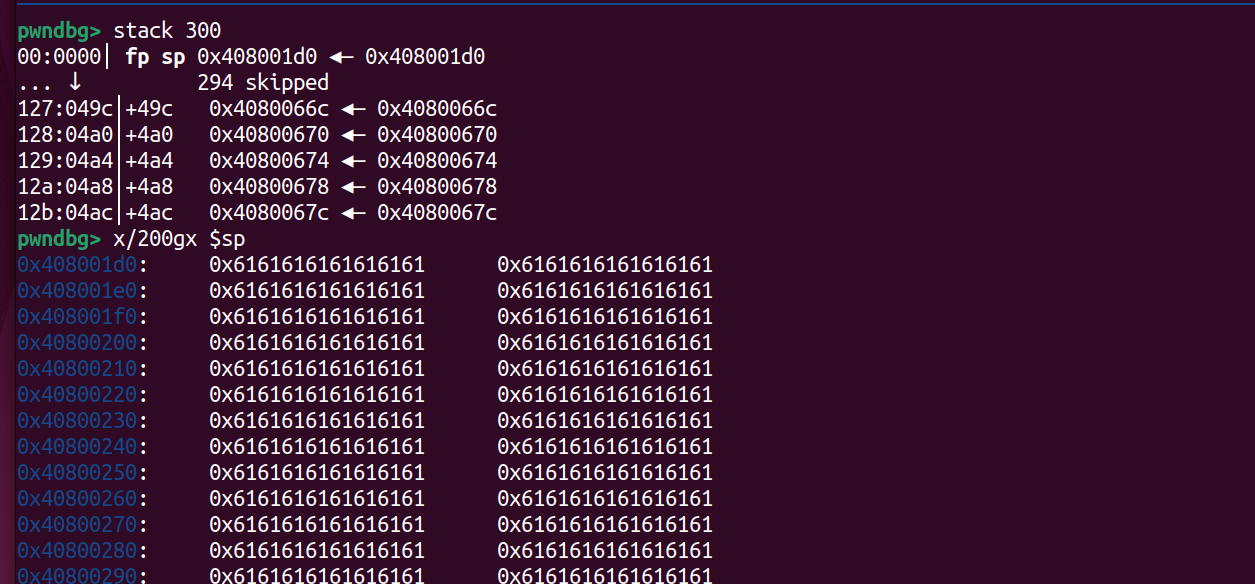 pwndbg> stack 300
00:0000│ fp sp 0x408001d0 ◂— 0x408001d0
... ↓ 294 skipped
127:049c│+49c 0x4080066c ◂— 0x4080066c
128:04a0│+4a0 0x40800670 ◂— 0x40800670
129:04a4│+4a4 0x40800674 ◂— 0x40800674
12a:04a8│+4a8 0x40800678 ◂— 0x40800678
12b:04ac│+4ac 0x4080067c ◂— 0x4080067c
pwndbg> x/200gx $sp
0x408001d0: 0x6161616161616161 0x6161616161616161
0x408001e0: 0x6161616161616161 0x6161616161616161
0x408001f0: 0x6161616161616161 0x6161616161616161
0x40800200: 0x6161616161616161 0x6161616161616161
0x40800210: 0x6161616161616161 0x6161616161616161
0x40800220: 0x6161616161616161 0x6161616161616161
0x40800230: 0x6161616161616161 0x6161616161616161
0x40800240: 0x6161616161616161 0x6161616161616161
0x40800250: 0x6161616161616161 0x6161616161616161
0x40800260: 0x6161616161616161 0x6161616161616161
0x40800270: 0x6161616161616161 0x6161616161616161
0x40800280: 0x6161616161616161 0x6161616161616161
0x40800290: 0x6161616161616161 0x6161616161616161